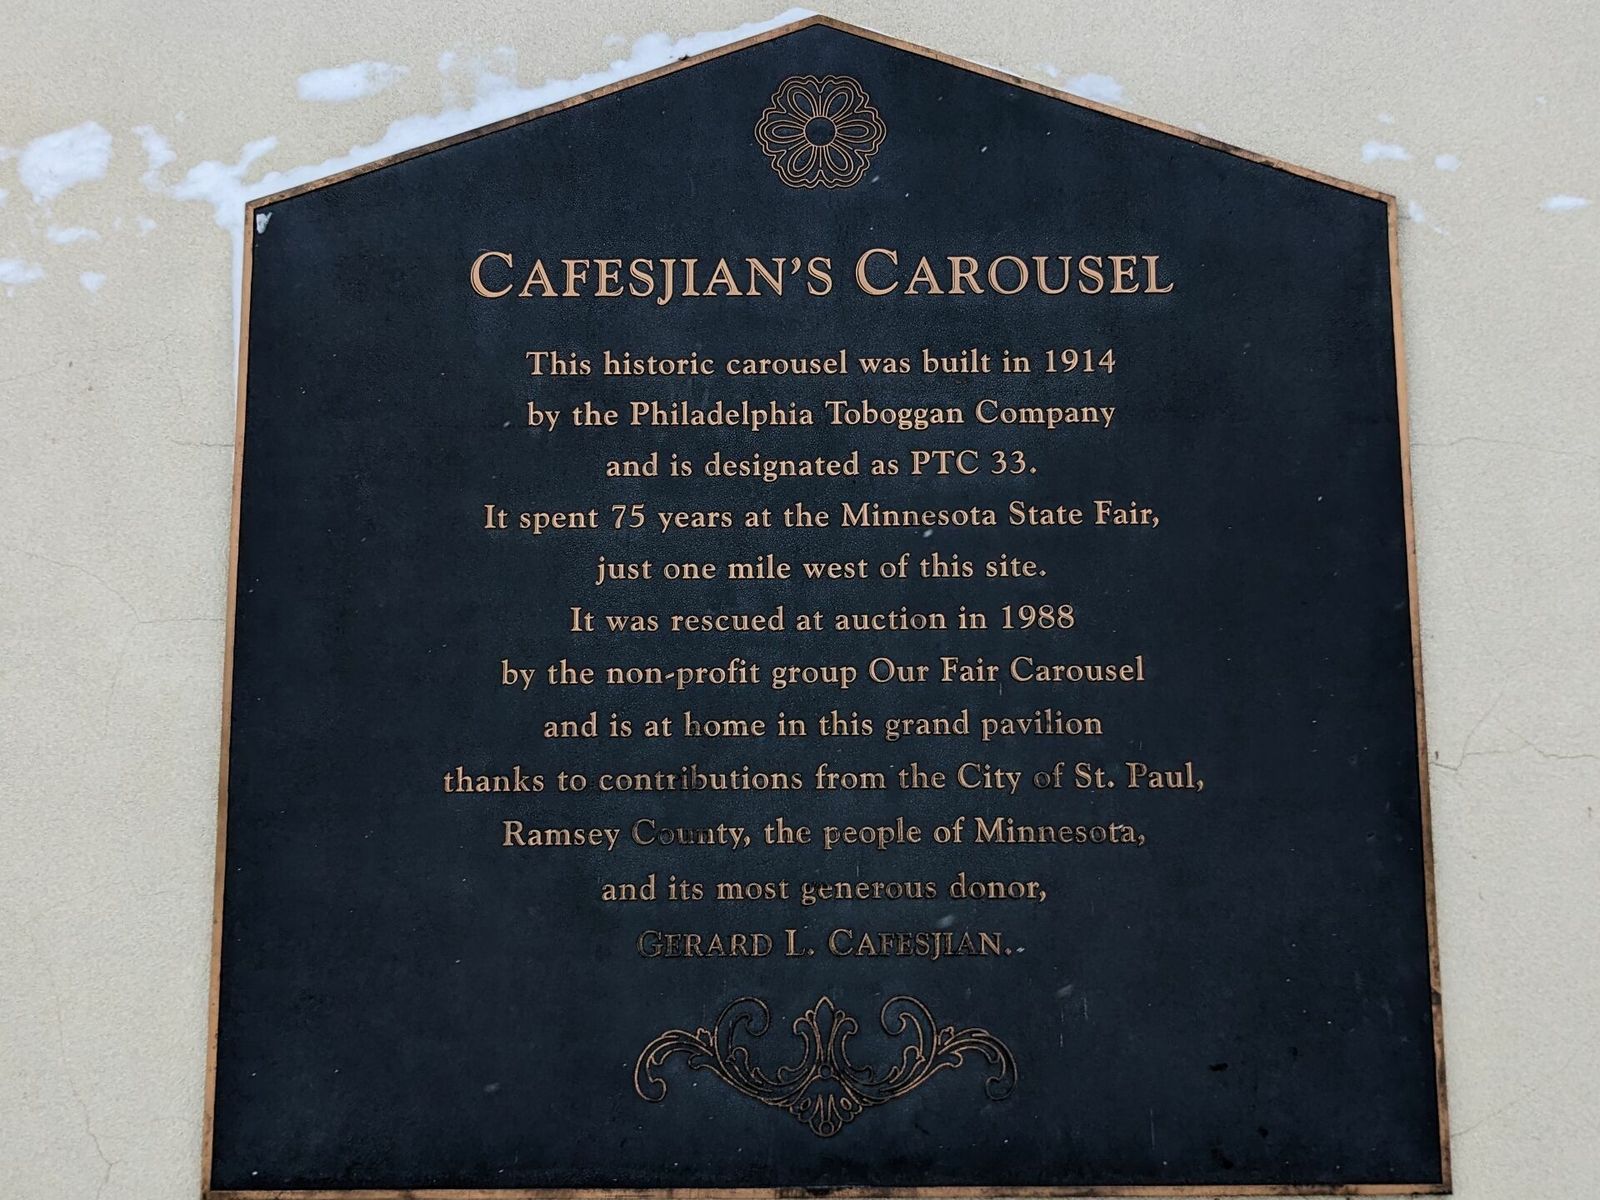 CAFESJIAN'S CAROUSEL
This historic carousel was built in 1914
by the Philadelphia Toboggan Company
and is designated as PTC 33.
It spent 75 years at the Minnesota State Fair,
just one mile west of this site.
It was rescued at auction in 1988
by the non-profit group Our Fair Carousel
and is at home in this grand pavilion
thanks to contributions from the City of St. Paul,
Ramsey County, the people of Minnesota,
and its most generous donor,
GERARD L. CAFESJIAN.